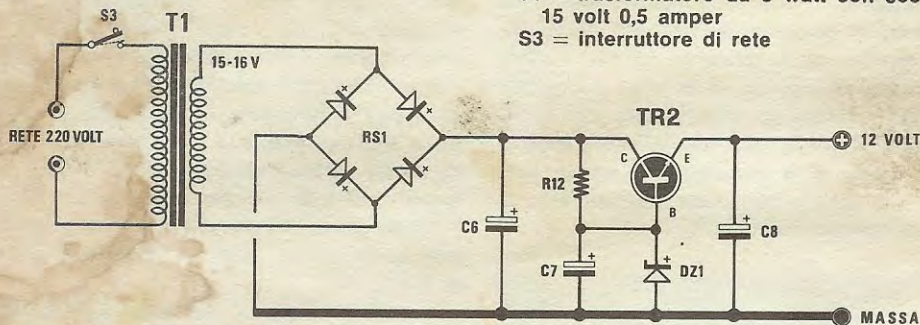 15 volt 0,5 amper
S3 = interruttore di rete
S3
T1
15-16 V
RETE 220 VOLT
RS1
TR2
C
E
B
R12
12 VOLT
C6
C7
DZ1
C8
MASSA